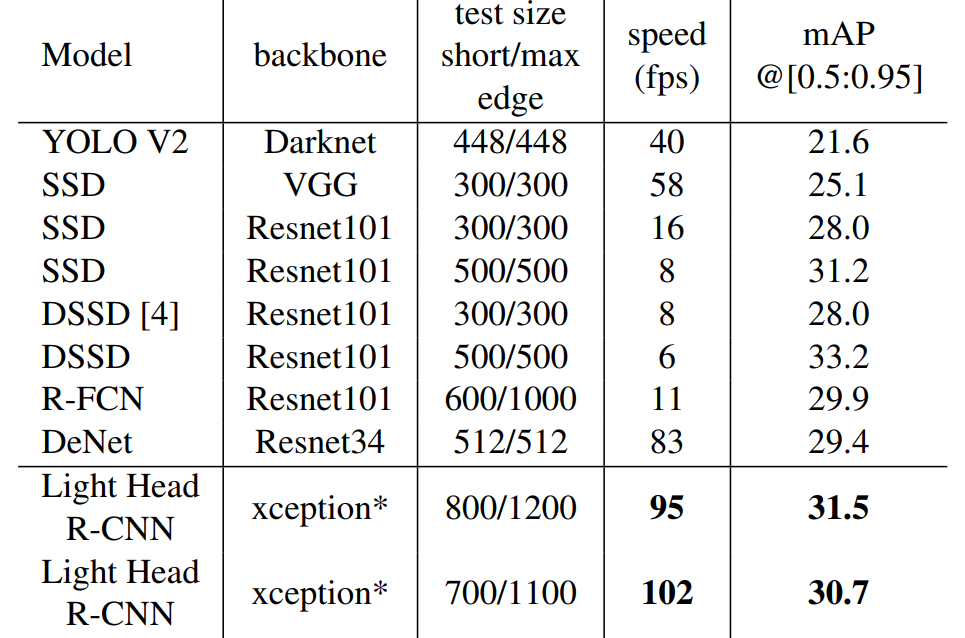 Model backbone test size short/max edge speed (fps) mAP @[0.5:0.95]
YOLO V2 Darknet 448/448 40 21.6
SSD VGG 300/300 58 25.1
SSD Resnet101 300/300 16 28.0
SSD Resnet101 500/500 8 31.2
DSSD [4] Resnet101 300/300 8 28.0
DSSD Resnet101 500/500 6 33.2
R-FCN Resnet101 600/1000 11 29.9
DeNet Resnet34 512/512 83 29.4
Light Head R-CNN xception* 800/1200 95 31.5
Light Head R-CNN xception* 700/1100 102 30.7